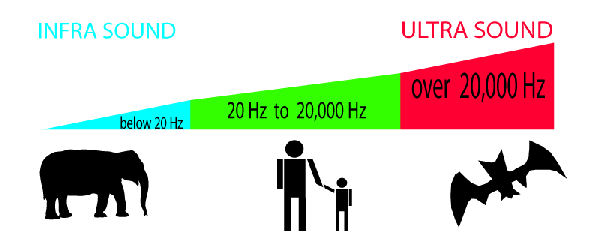 INFRA SOUND
ULTRA SOUND
below 20 Hz
20 Hz to 20,000 Hz
over 20,000 Hz